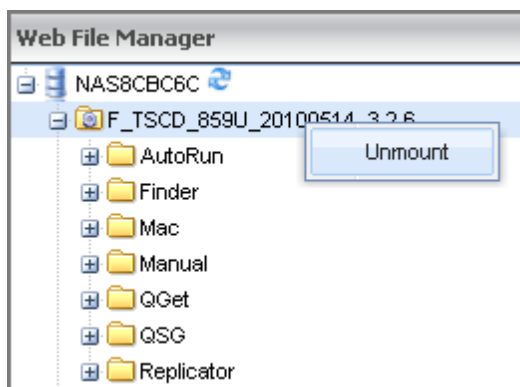 Web File Manager
NAS8CBC6C
F_TSCD_859U_20100514_3.2.6
Unmount
AutoRun
Finder
Mac
Manual
QGet
QSG
Replicator